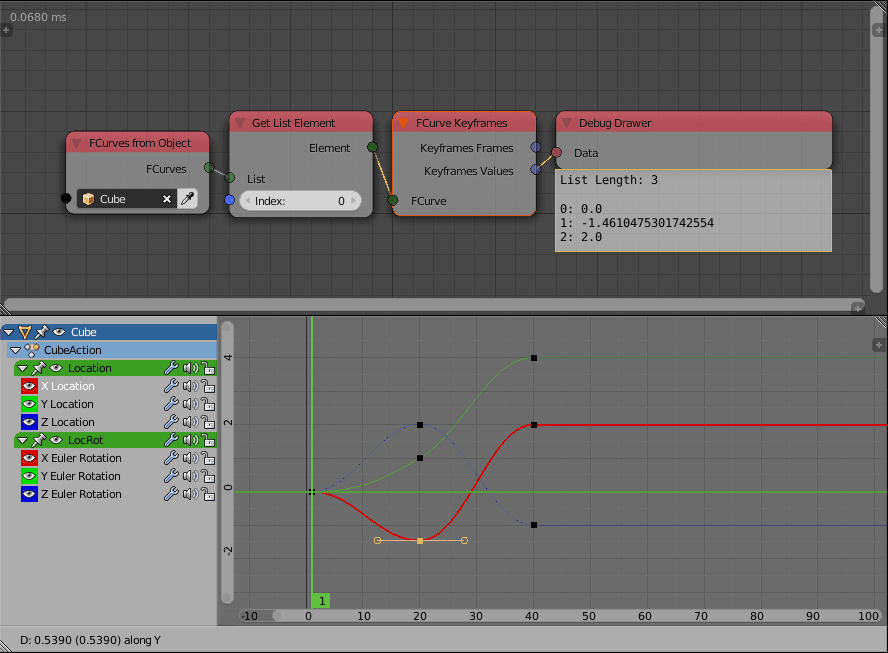 0.0680 ms
FCurves from Object
FCurves
Cube
Get List Element
Element
List
Index: 0
FCurve Keyframes
Keyframes Frames
Keyframes Values
FCurve
Debug Drawer
Data
List Length: 3
0: 0.0
1: -1.4610475301742554
2: 2.0
Cube
CubeAction
Location
X Location
Y Location
Z Location
LocRot
X Euler Rotation
Y Euler Rotation
Z Euler Rotation
4
2
0
-2
1
-10 0 10 20 30 40 50 60 70 80 90 100
D: 0.5390 (0.5390) along Y